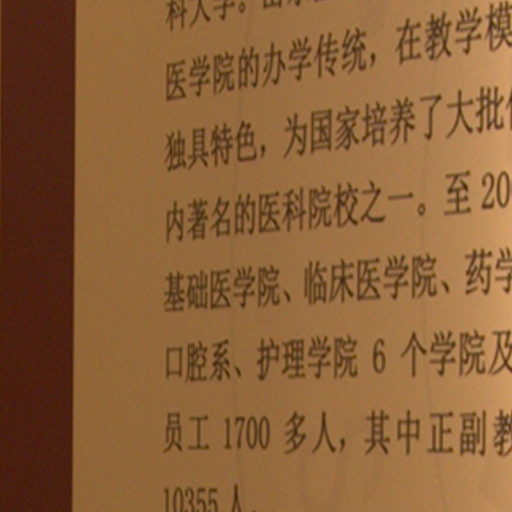 科大学。
医学院的办学传统，在教学模
独具特色，为国家培养了大批
内著名的医科院校之一。至 20
基础医学院、临床医学院、药学
口腔系、护理学院 6 个学院及
员工 1700 多人，其中正副教
10355 人，